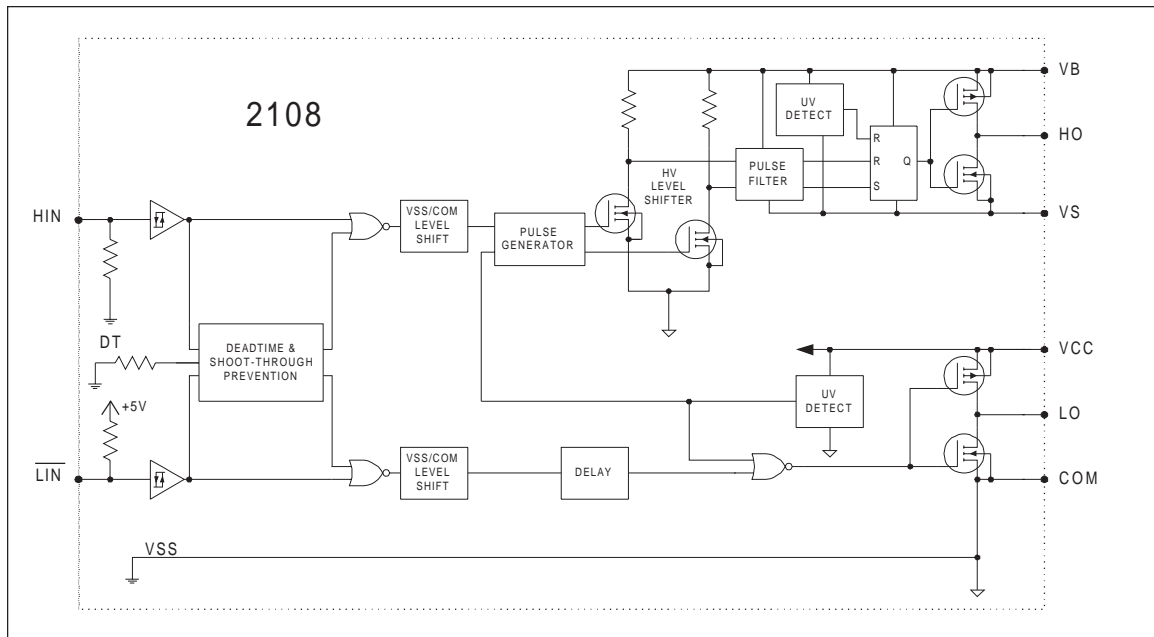 2108
VB
UV
DETECT
HO
R
R
Q
S
PULSE
FILTER
HV
LEVEL
SHIFTER
VS
HIN
VSS/COM
LEVEL
SHIFT
PULSE
GENERATOR
DT
DEADTIME &
SHOOT-THROUGH
PREVENTION
VCC
UV
DETECT
+5V
LO
LIN
VSS/COM
LEVEL
SHIFT
DELAY
COM
VSS